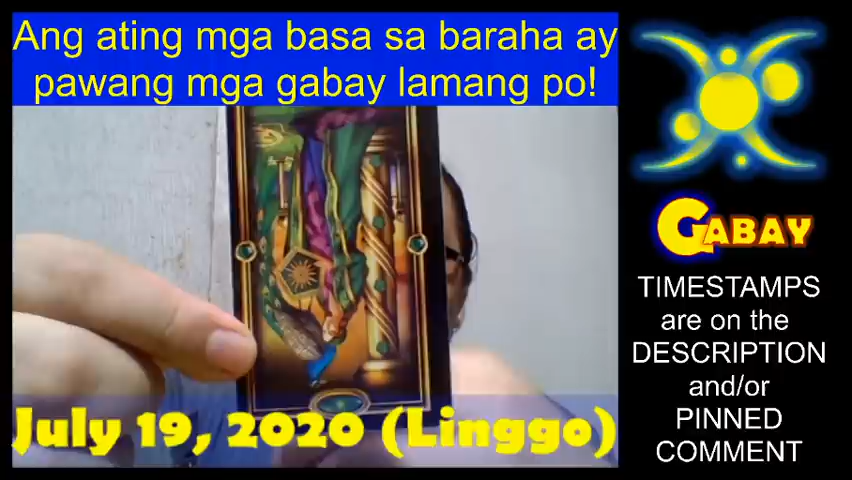 Ang ating mga basa sa baraha ay
pawang mga gabay lamang po!
July 19, 2020 (Linggo)
GABAY
TIMESTAMPS
are on the
DESCRIPTION
and/or
PINNED
COMMENT